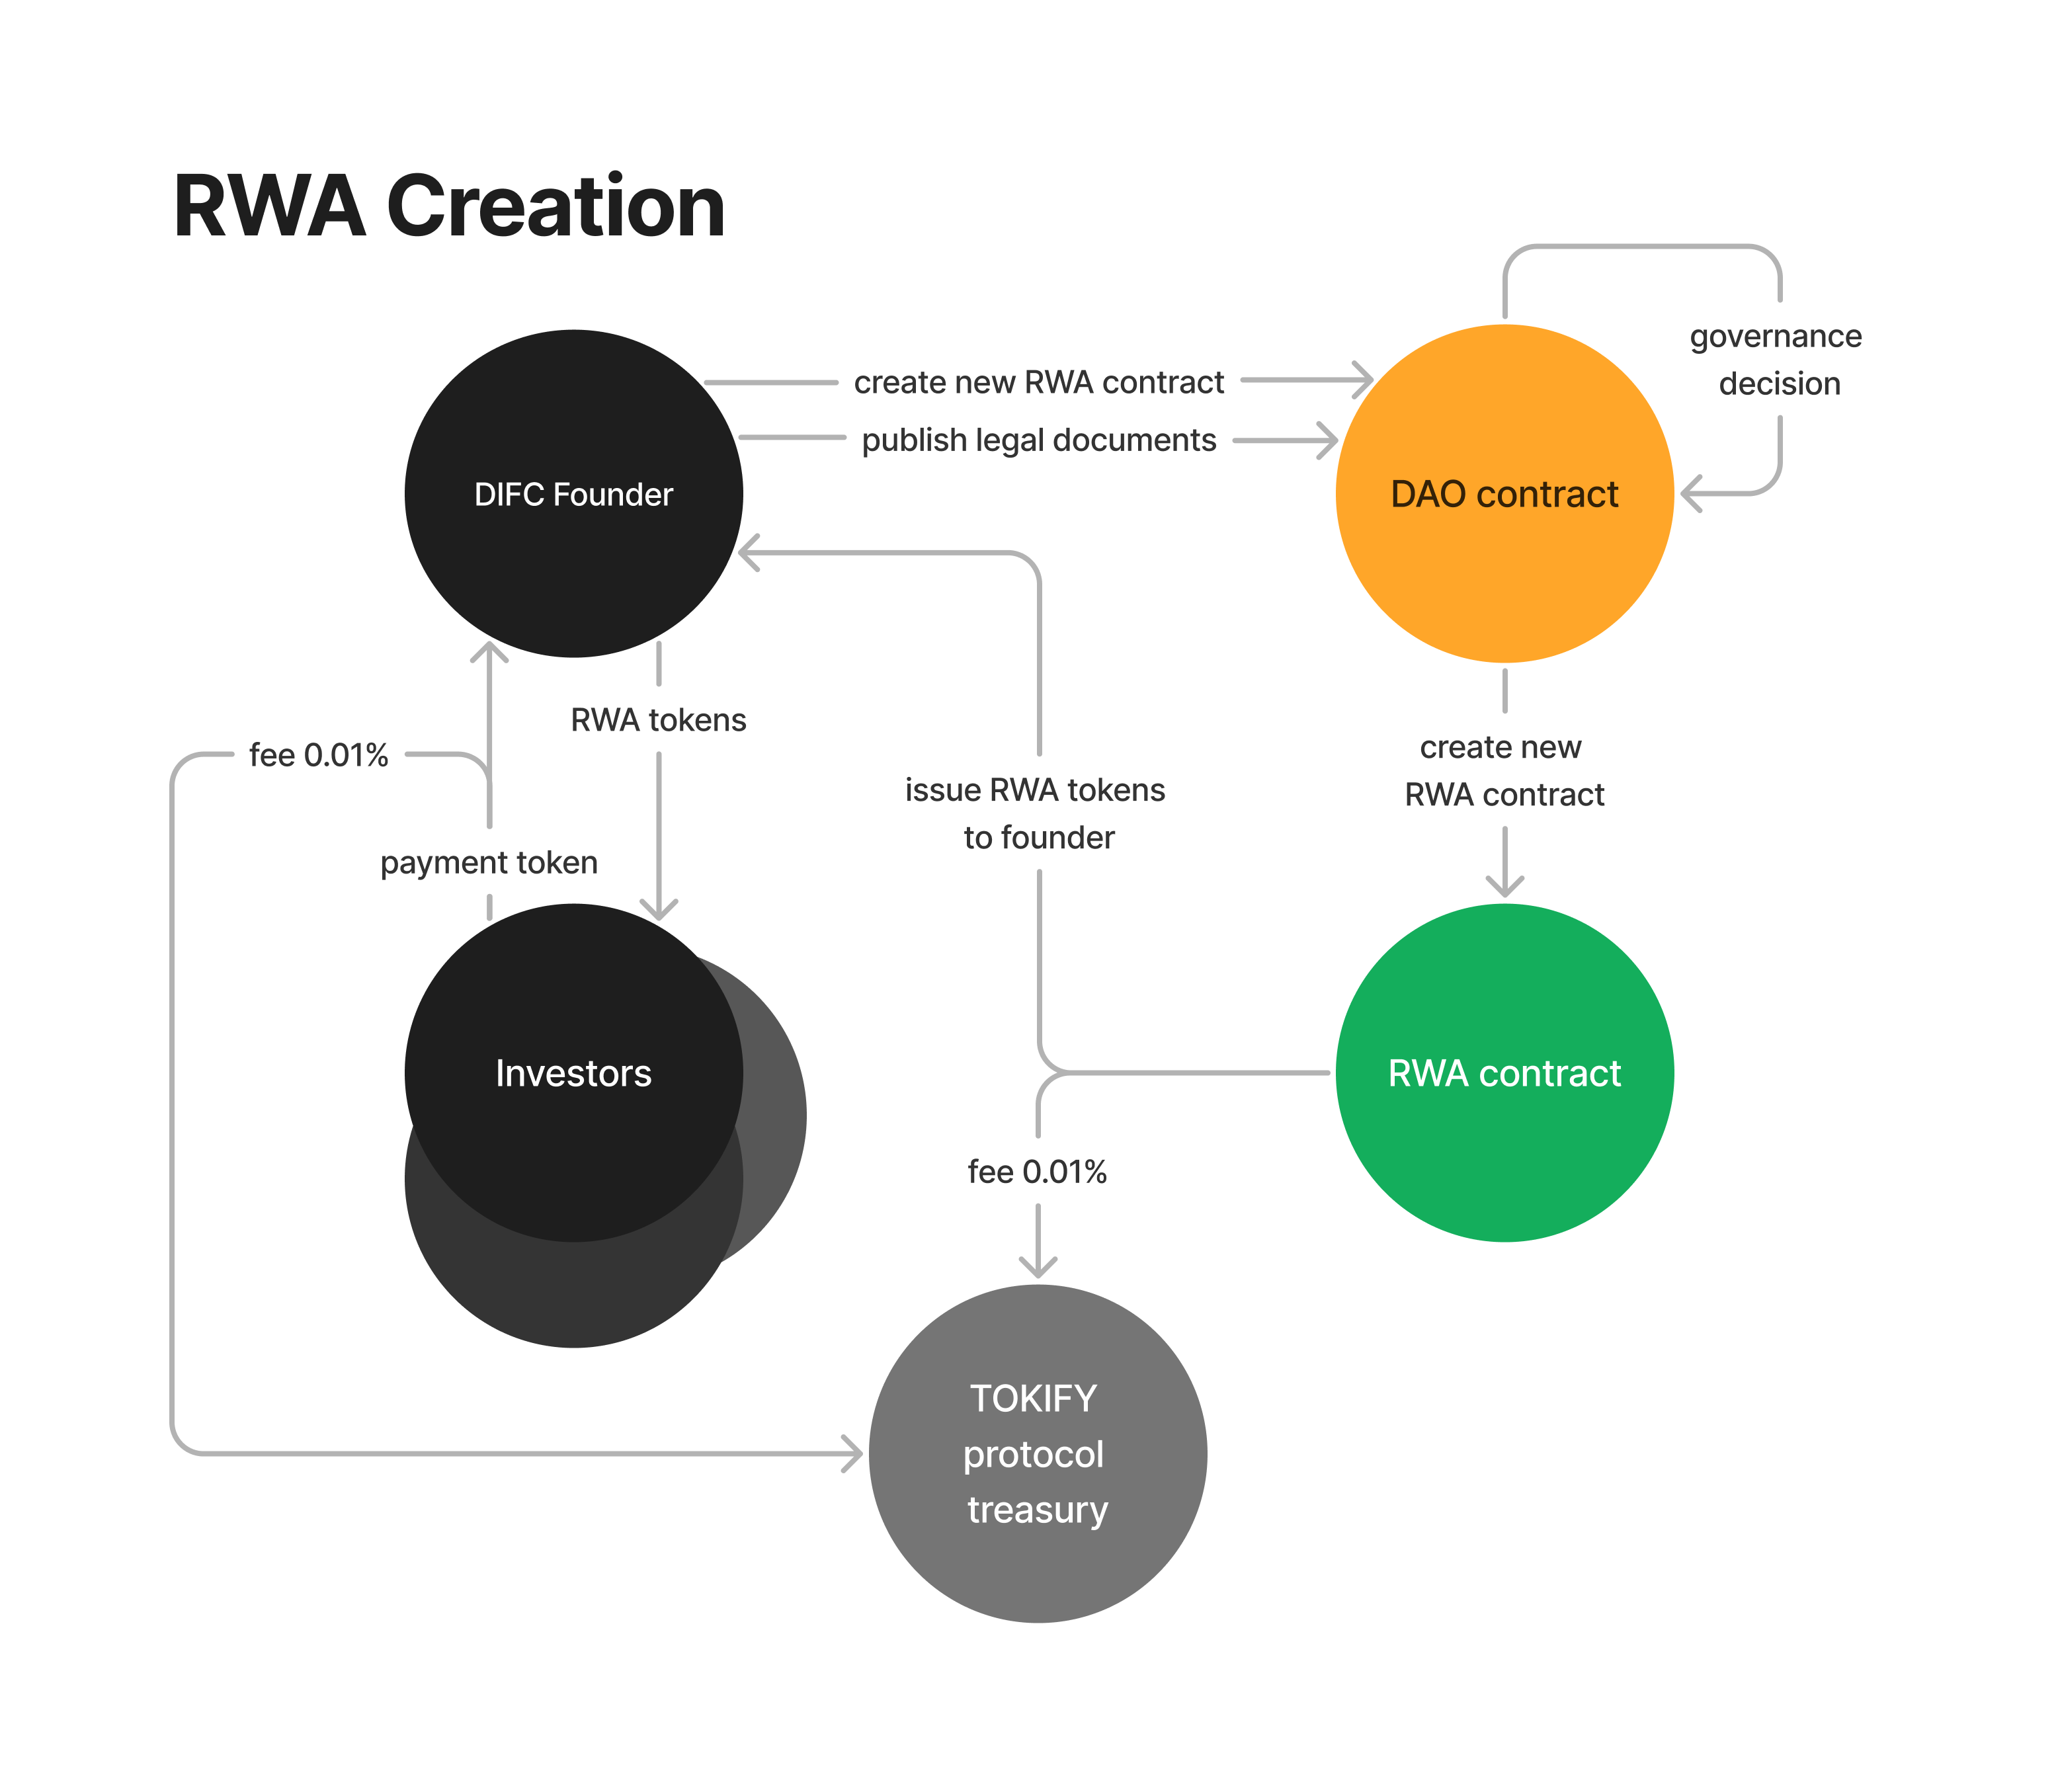 RWA Creation
governance
decision
create new RWA contract
publish legal documents
DIFC Founder
DAO contract
RWA tokens
fee 0.01%
create new
RWA contract
issue RWA tokens
to founder
payment token
Investors
RWA contract
fee 0.01%
TOKIFY
protocol
treasury